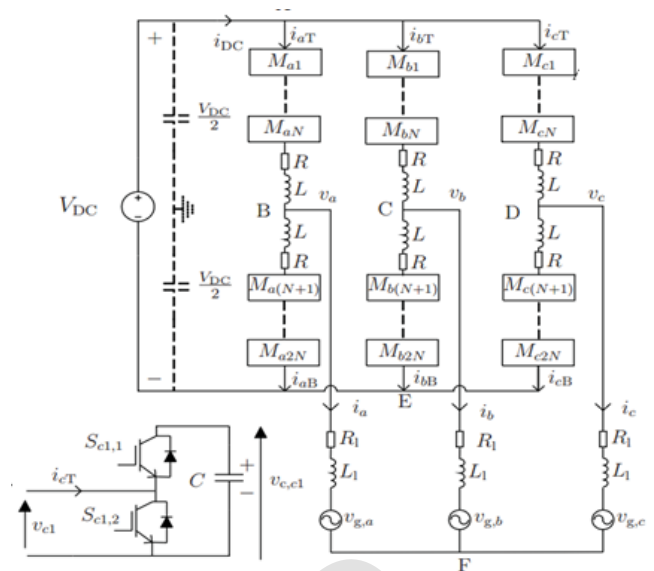 i_DC i_aT i_bT i_cT
+
M_a1 M_b1 M_c1
V_DC/2
M_aN M_bN M_cN
R R R
L L L
V_DC B v_a C v_b D v_c
L L L
R R R
V_DC/2 M_a(N+1) M_b(N+1) M_c(N+1)
M_a2N M_b2N M_c2N
−
i_aB i_bB i_cB
E
i_a i_b i_c
S_c1,1
R_l R_l R_l
i_cT C + − v_c,c1
L_l L_l L_l
v_c1 S_c1,2
v_g,a v_g,b v_g,c
F